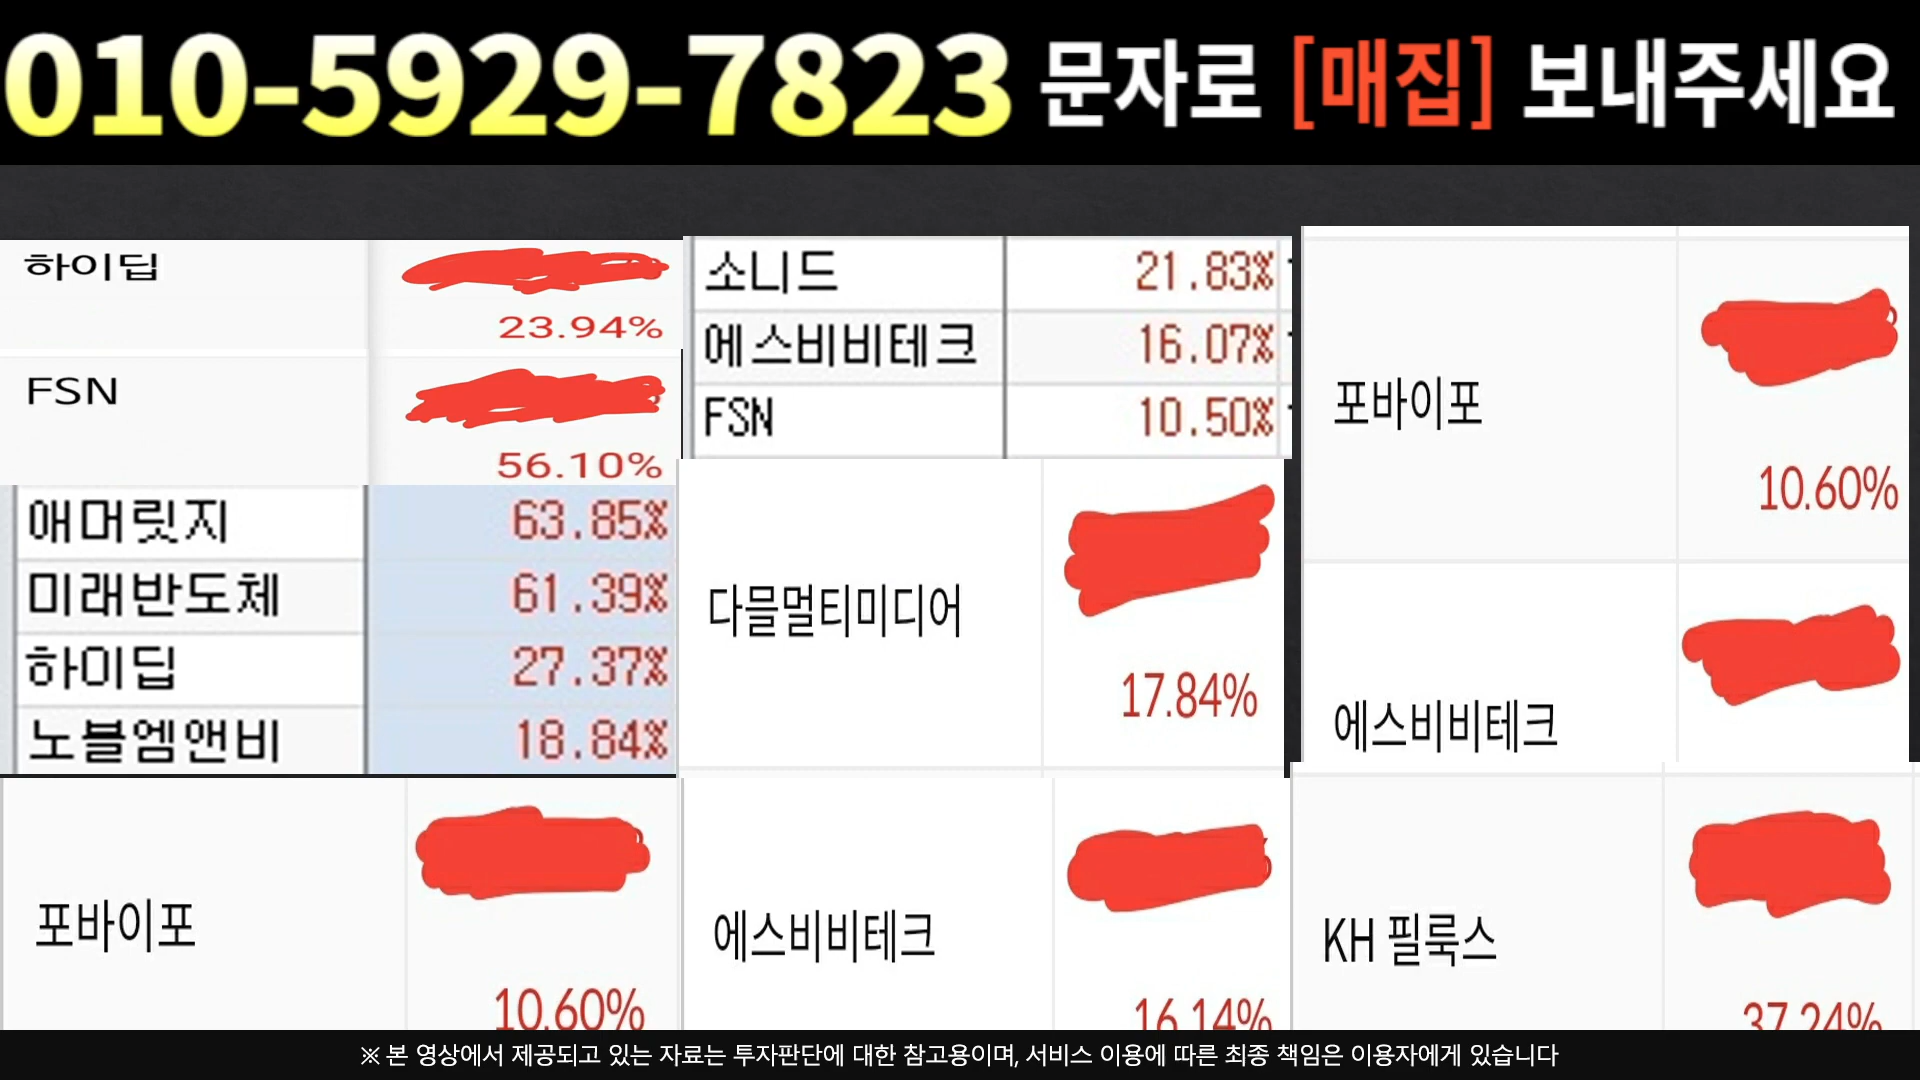 010-5929-7823 문자로 [매집] 보내주세요
하이딥
23.94%
FSN
56.10%
애머릿지 63.85%
미래반도체 61.39%
하이딥 27.37%
노블엠앤비 18.84%
소니드 21.83%
에스비비테크 16.07%
FSN 10.50%
다믈멀티미디어
17.84%
포바이포
10.60%
에스비비테크
포바이포
10.60%
에스비비테크
16.14%
KH 필룩스
37.24%
※ 본 영상에서 제공되고 있는 자료는 투자판단에 대한 참고용이며, 서비스 이용에 따른 최종 책임은 이용자에게 있습니다